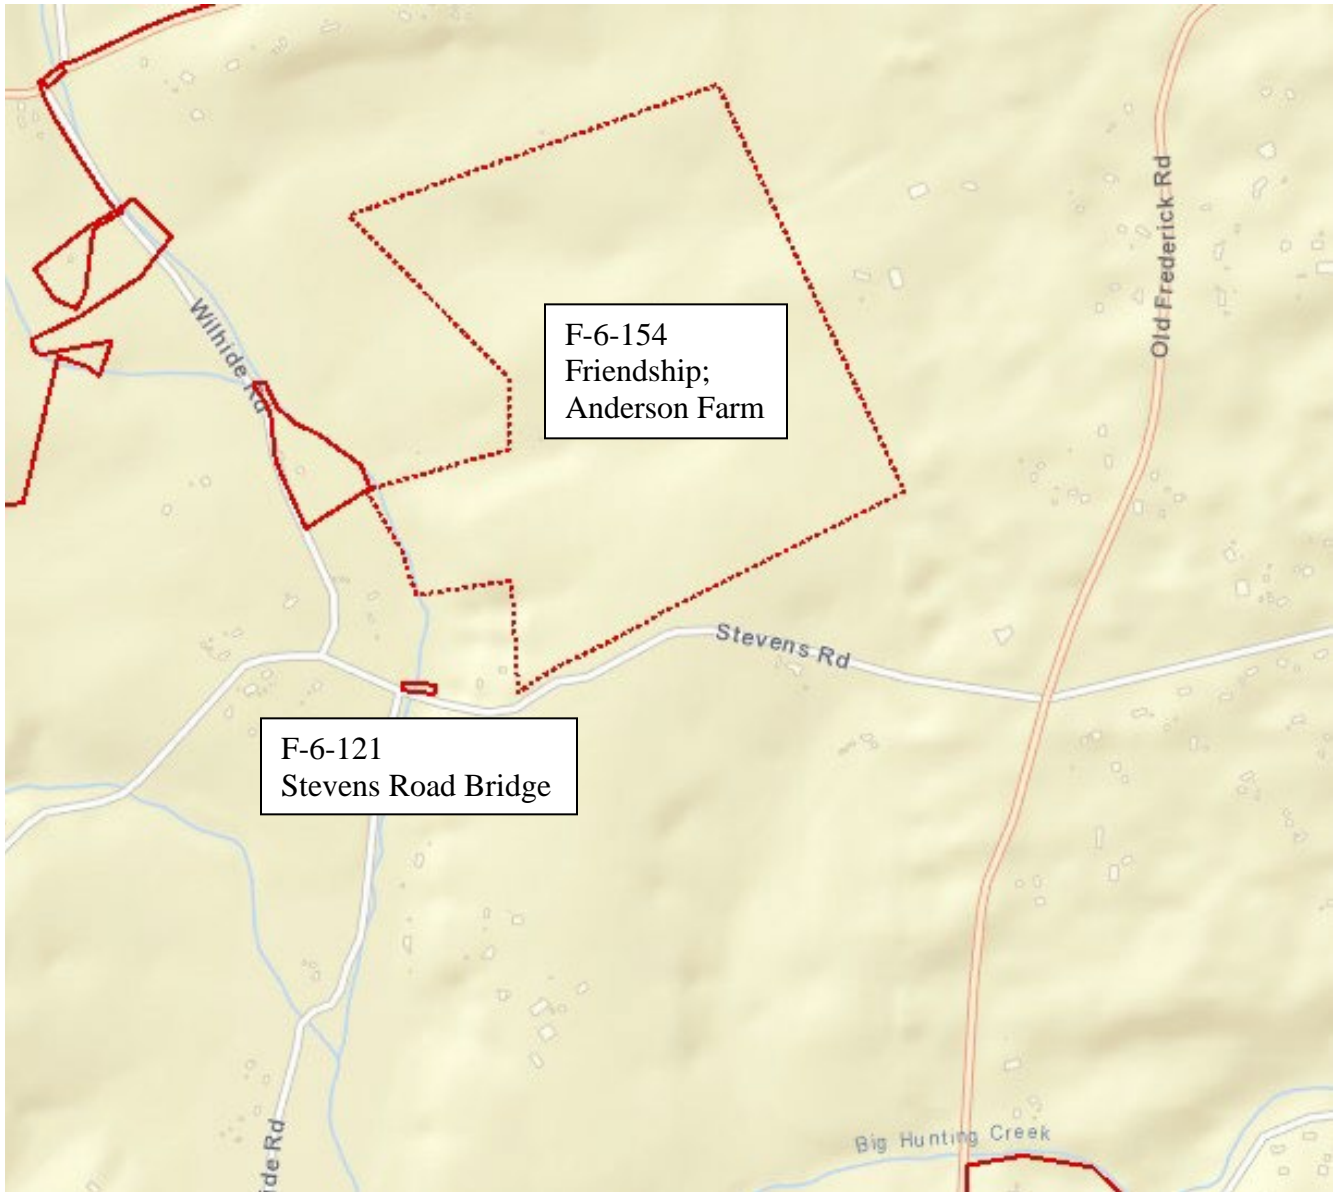 Old Frederick Rd
Wilhide Rd
F-6-154
Friendship;
Anderson Farm
Stevens Rd
F-6-121
Stevens Road Bridge
Big Hunting Creek
ide Rd